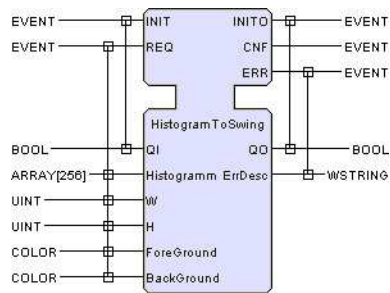 EVENT INIT INITO EVENT
EVENT REQ CNF EVENT
ERR EVENT
HistogramToSwing
BOOL QI QO BOOL
ARRAY[256] Histogramm ErrDesc WSTRING
UINT W
UINT H
COLOR ForeGround
COLOR BackGround